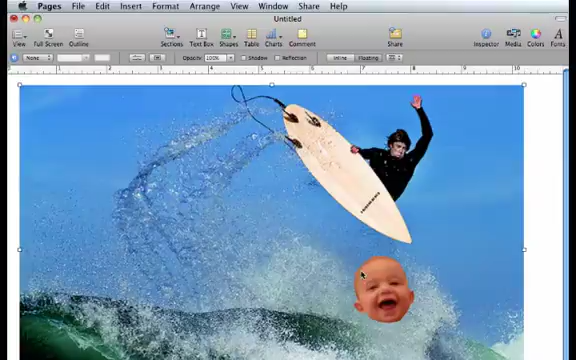 Pages File Edit Insert Format Arrange View Window Share Help
Untitled
View Full Screen Outline Sections Text Box Shapes Table Charts Comment Share Inspector Media Colors Fonts
None Opacity: 100% Shadow Reflection Inline Floating